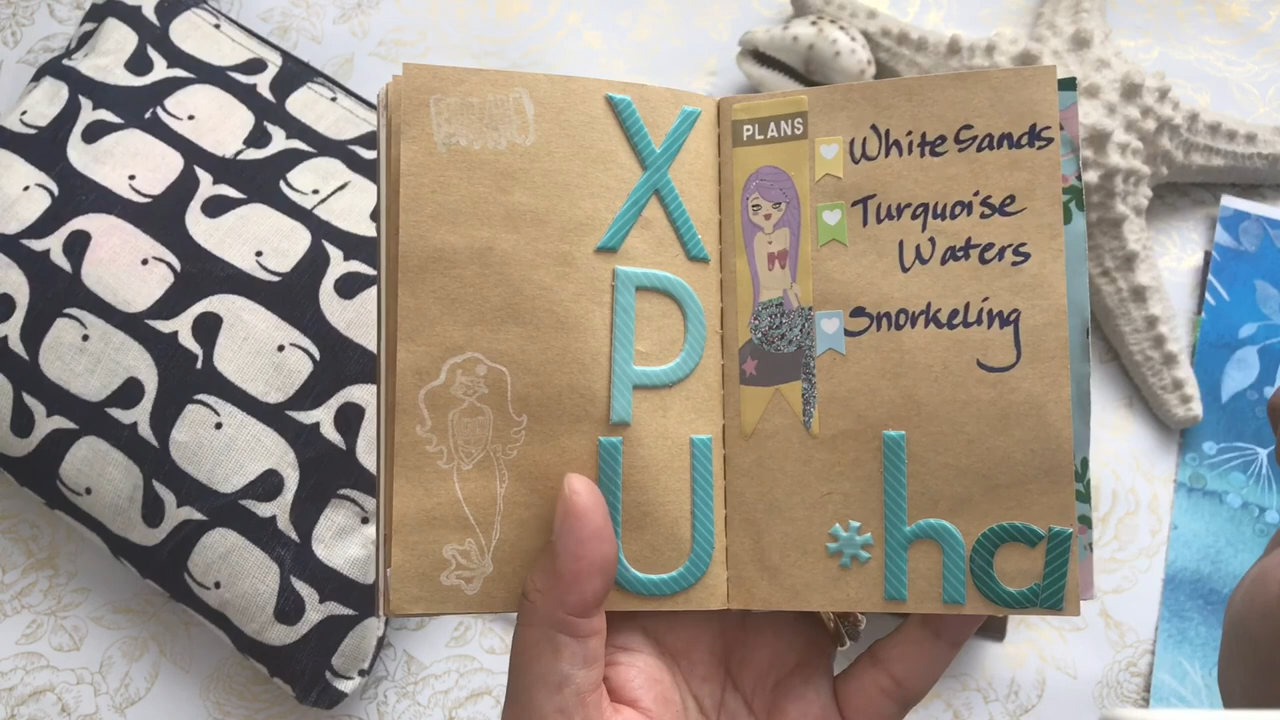 X
P
U
PLANS
White Sands
Turquoise
Waters
Snorkeling
*ha